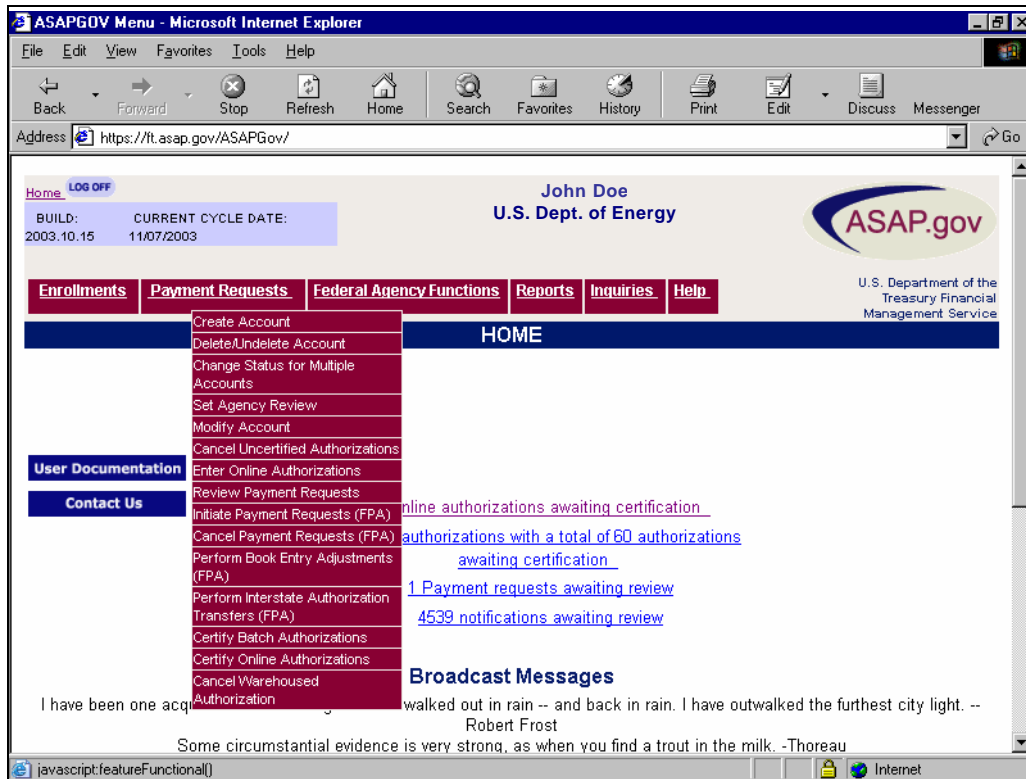 ASAPGOV Menu - Microsoft Internet Explorer
File Edit View Favorites Tools Help
Back Forward Stop Refresh Home Search Favorites History Print Edit Discuss Messenger
Address https://ft.asap.gov/ASAPGov/ Go
Home LOG OFF
John Doe
U.S. Dept. of Energy
BUILD: CURRENT CYCLE DATE:
2003.10.15 11/07/2003
ASAP.gov
U.S. Department of the
Treasury Financial
Management Service
Enrollments Payment Requests Federal Agency Functions Reports Inquiries Help
HOME
Create Account
Delete/Undelete Account
Change Status for Multiple
Accounts
Set Agency Review
Modify Account
Cancel Uncertified Authorizations
Enter Online Authorizations
Review Payment Requests
Initiate Payment Requests (FPA)
Cancel Payment Requests (FPA)
Perform Book Entry Adjustments
(FPA)
Perform Interstate Authorization
Transfers (FPA)
Certify Batch Authorizations
Certify Online Authorizations
Cancel Warehoused
Authorization
User Documentation
Contact Us
nline authorizations awaiting certification
authorizations with a total of 60 authorizations
awaiting certification
1 Payment requests awaiting review
4539 notifications awaiting review
Broadcast Messages
I have been one acq walked out in rain -- and back in rain. I have outwalked the furthest city light. --
Robert Frost
Some circumstantial evidence is very strong, as when you find a trout in the milk. -Thoreau
javascript:featureFunctional() Internet